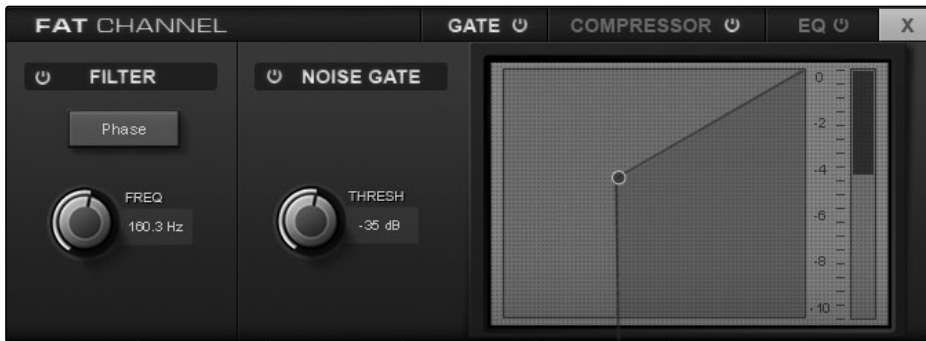 FAT CHANNEL
GATE
COMPRESSOR
EQ
X
FILTER
Phase
FREQ
160.3 Hz
NOISE GATE
THRESH
-35 dB
0
-2
-4
-6
-8
-10